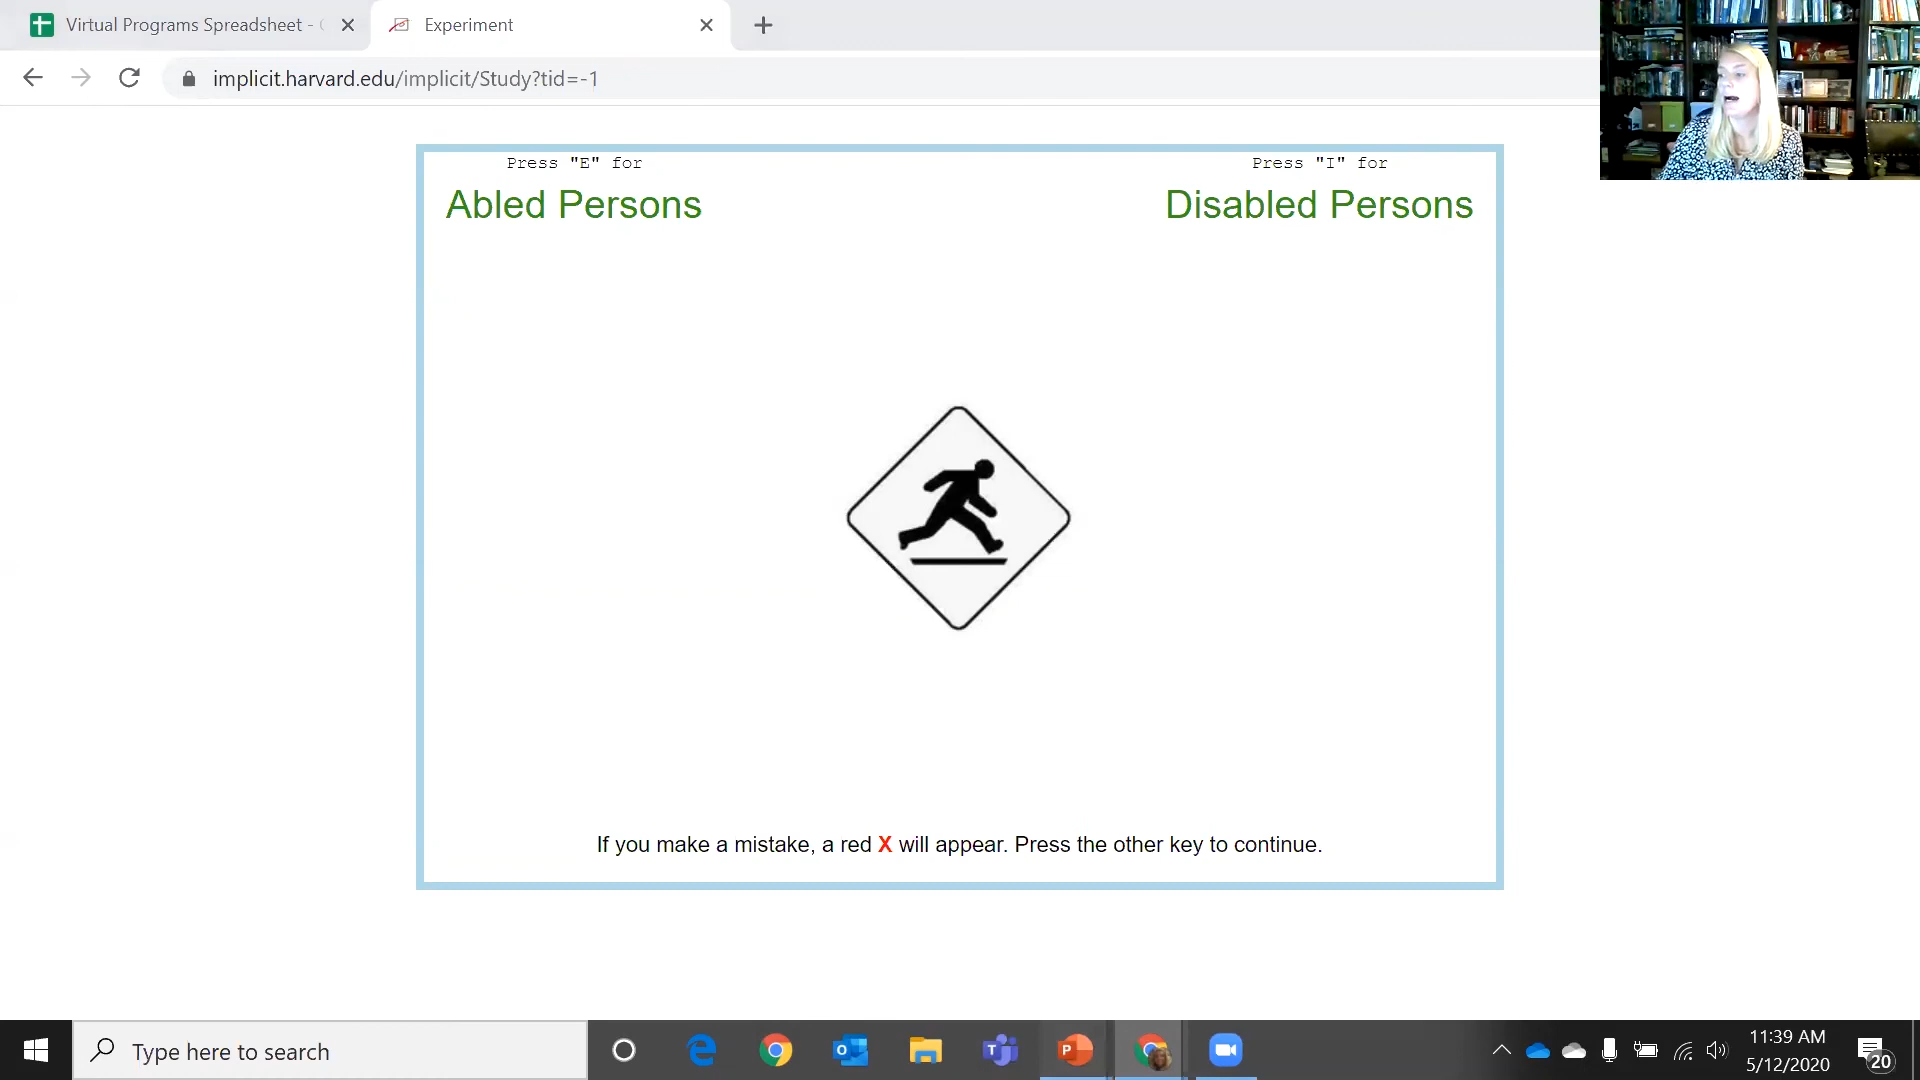 Virtual Programs Spreadsheet -
Experiment
implicit.harvard.edu/implicit/Study?tid=-1
Press "E" for
Press "I" for
Abled Persons
Disabled Persons
If you make a mistake, a red X will appear. Press the other key to continue.
Type here to search
11:39 AM
5/12/2020
20